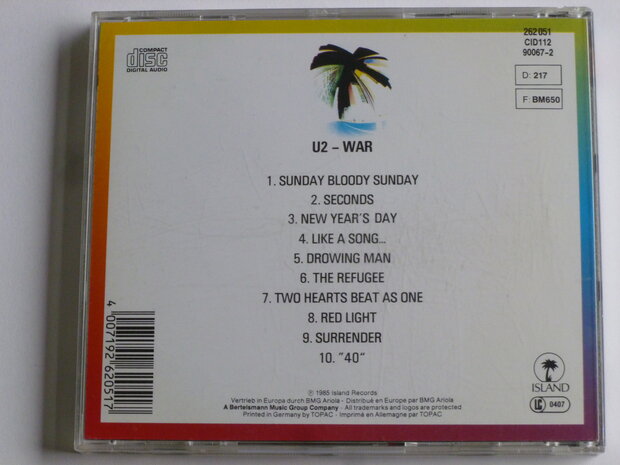 COMPACT
disc
DIGITAL AUDIO
262 051
CID112
90067-2
D: 217
F: BM650
U2 – WAR
1. SUNDAY BLOODY SUNDAY
2. SECONDS
3. NEW YEAR'S DAY
4. LIKE A SONG...
5. DROWING MAN
6. THE REFUGEE
7. TWO HEARTS BEAT AS ONE
8. RED LIGHT
9. SURRENDER
10. "40"
4 007192 620517
ISLAND
LC 0407
℗ 1985 Island Records
Vertrieb in Europa durch BMG Ariola · Distribué en Europe par BMG Ariola
A Bertelsmann Music Group Company · All trademarks and logos are protected
Printed in Germany by TOPAC · Imprimé en Allemagne par TOPAC